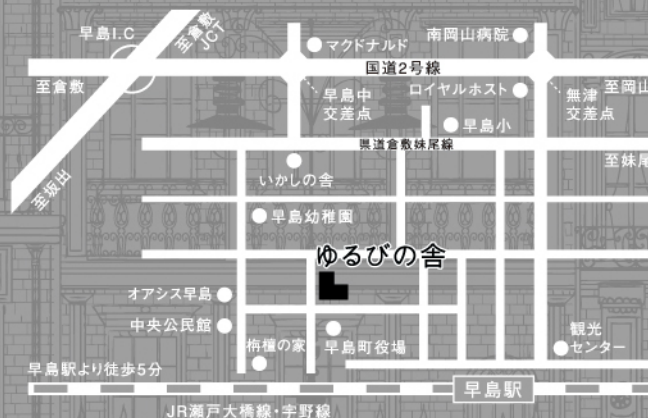 早島I.C
至倉敷
JCT
マクドナルド
南岡山病院
国道2号線
至倉敷
早島中
交差点
ロイヤルホスト
無津
交差点
至岡山
早島小
県道倉敷妹尾線
至妹尾
いかしの舎
至坂出
早島幼稚園
ゆるびの舎
オアシス早島
中央公民館
栴檀の家
早島町役場
観光
センター
早島駅より徒歩5分
早島駅
JR瀬戸大橋線・宇野線